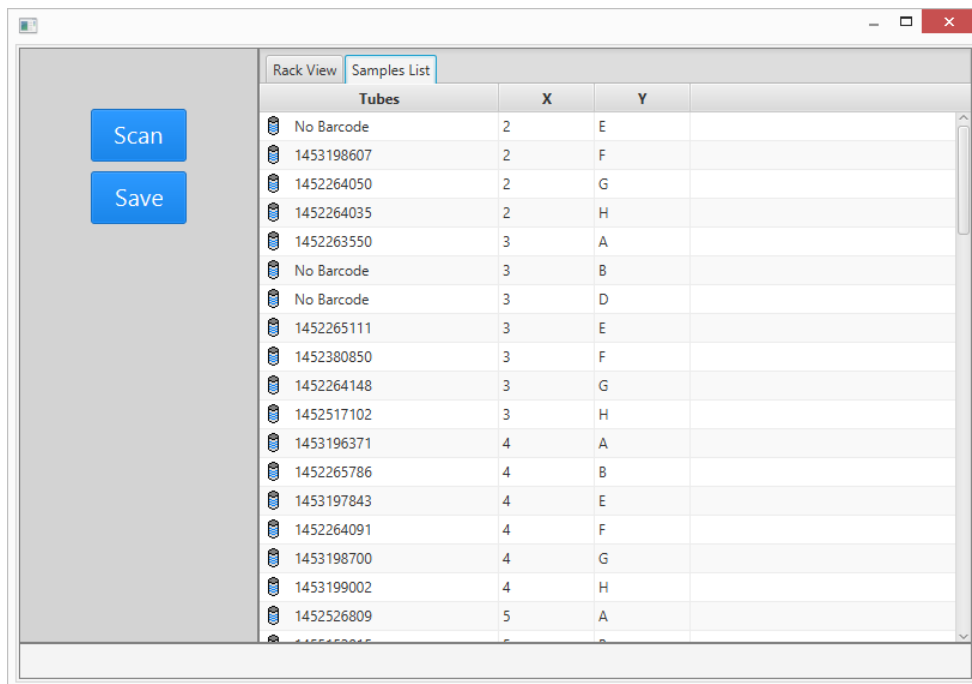 Scan
Save
Rack View Samples List
Tubes X Y
No Barcode 2 E
1453198607 2 F
1452264050 2 G
1452264035 2 H
1452263550 3 A
No Barcode 3 B
No Barcode 3 D
1452265111 3 E
1452380850 3 F
1452264148 3 G
1452517102 3 H
1453196371 4 A
1452265786 4 B
1453197843 4 E
1452264091 4 F
1453198700 4 G
1453199002 4 H
1452526809 5 A